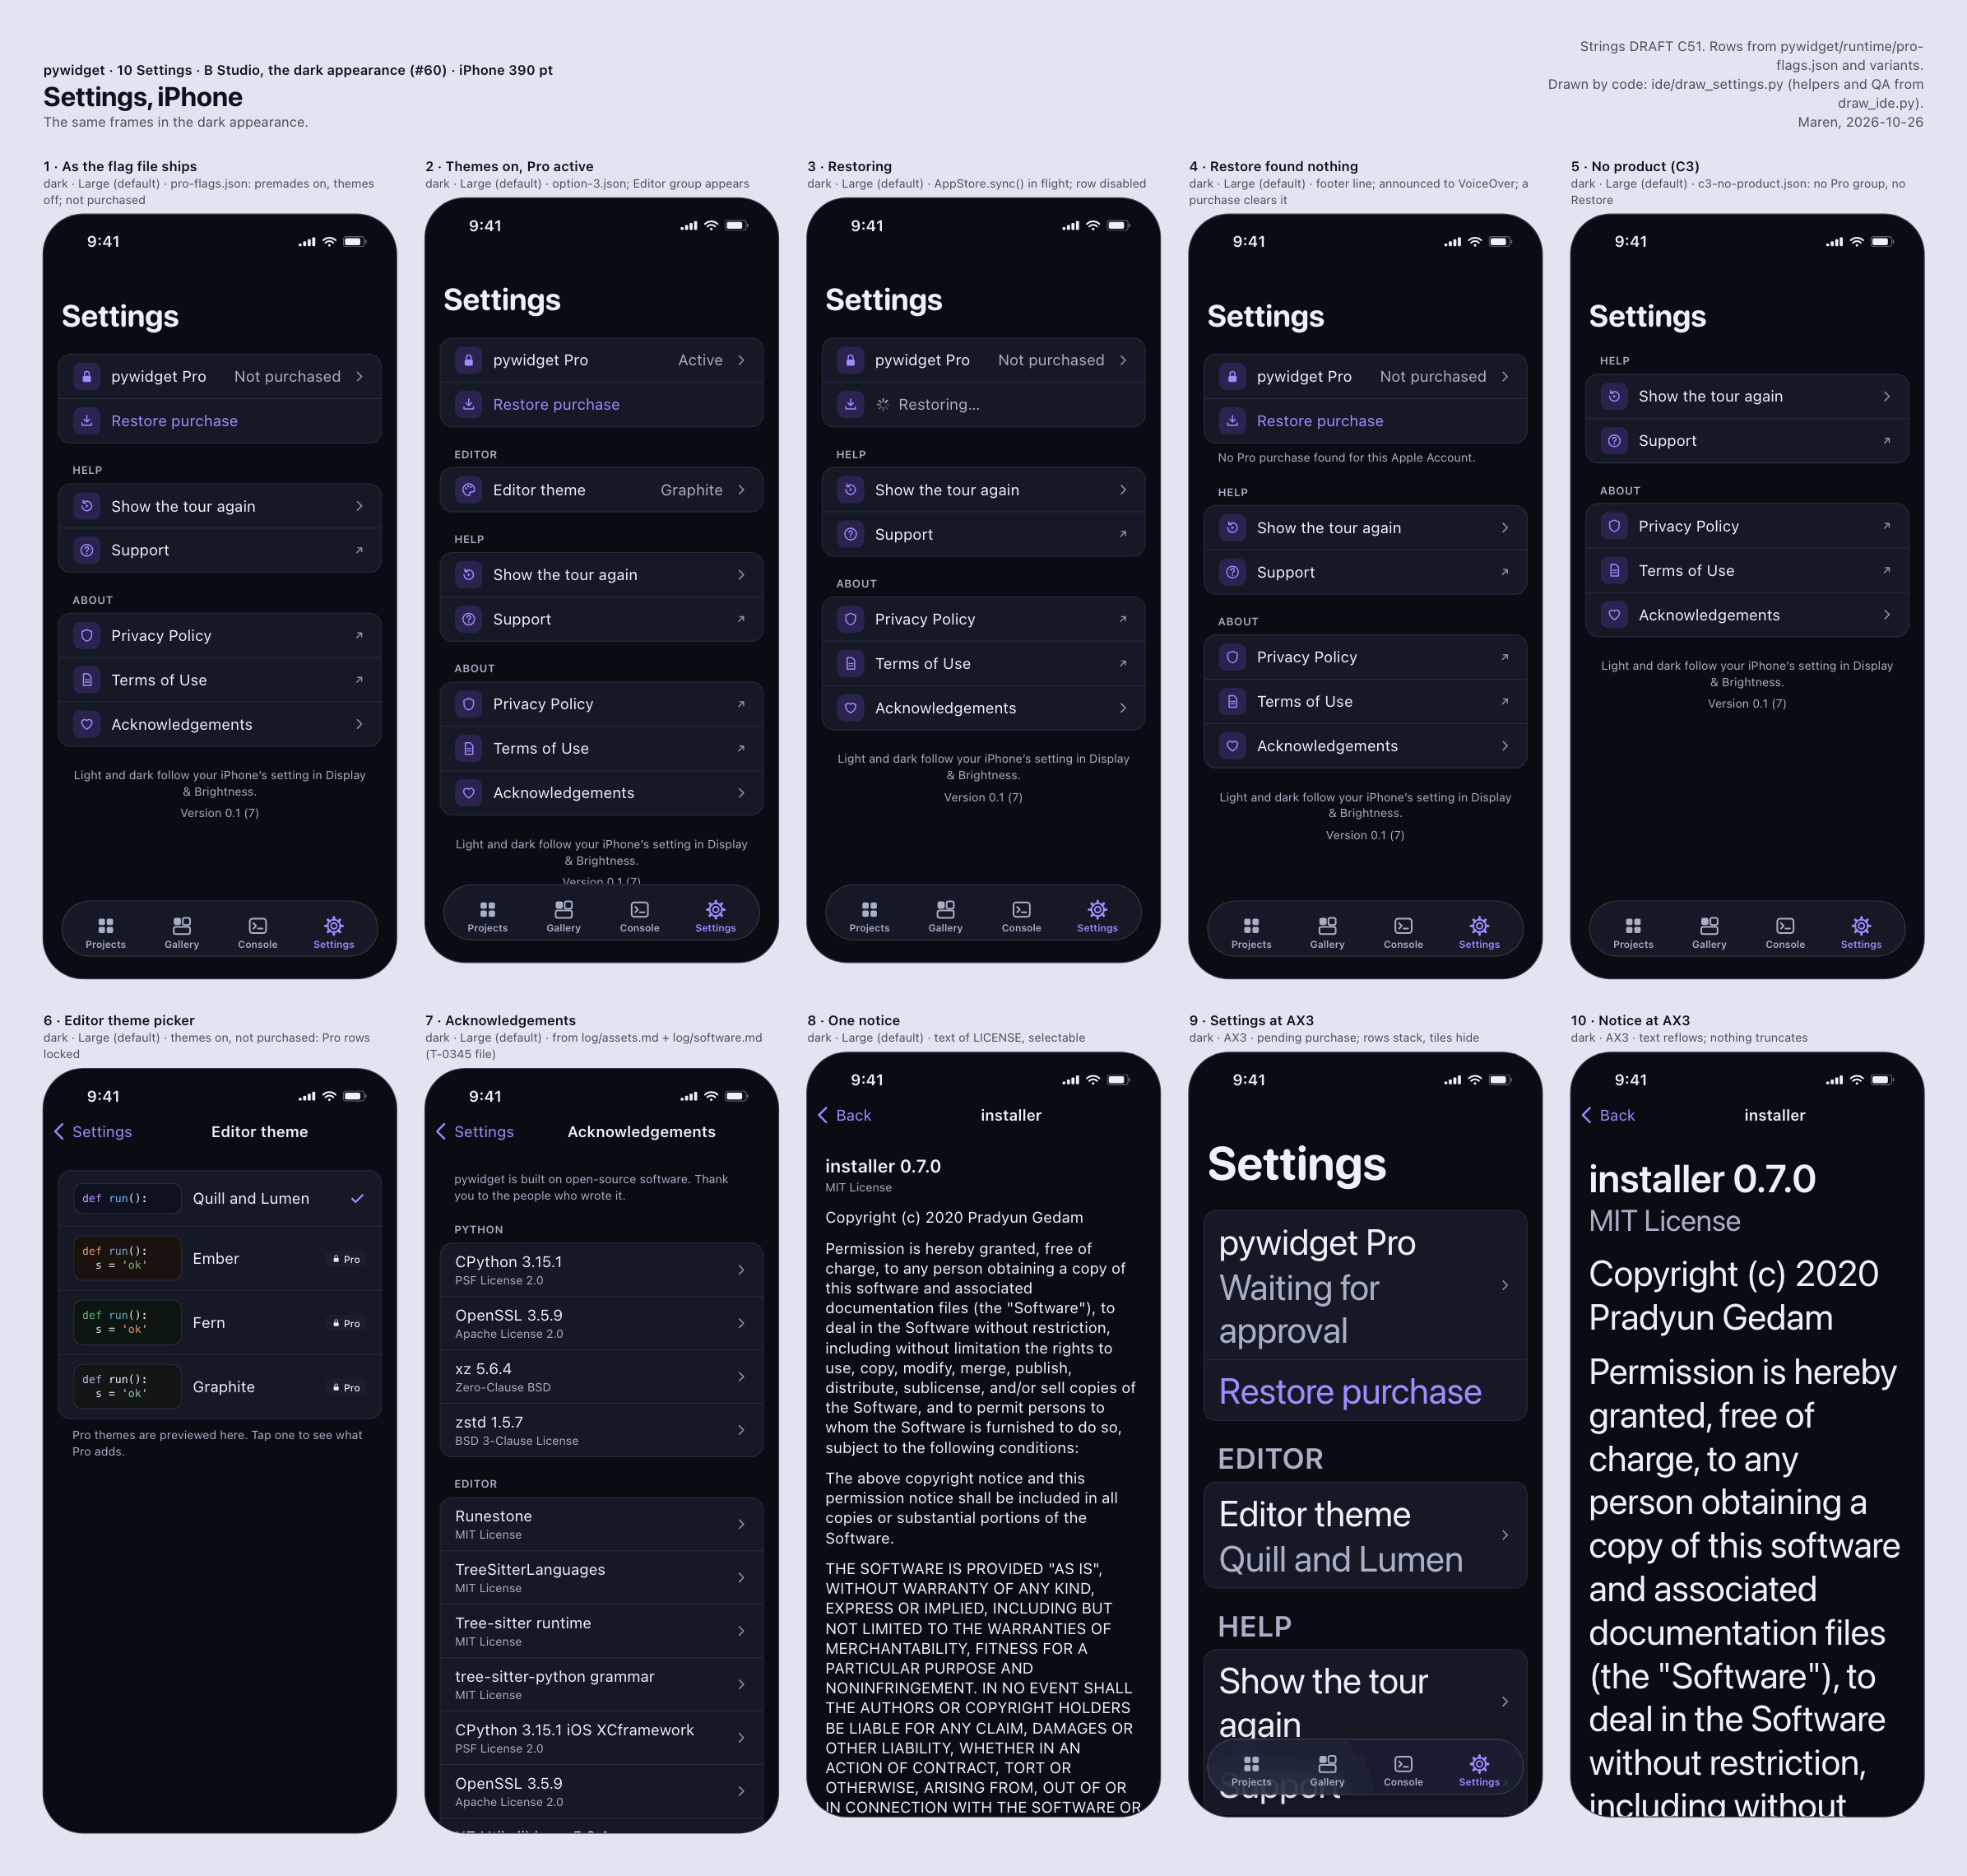 pywidget · 10 Settings · B Studio, the dark appearance (#60) · iPhone 390 pt
Settings, iPhone
The same frames in the dark appearance.
Strings DRAFT C51. Rows from pywidget/runtime/pro-
flags.json and variants.
Drawn by code: ide/draw_settings.py (helpers and QA from
draw_ide.py).
Maren, 2026-10-26
1 · As the flag file ships
dark · Large (default) · pro-flags.json: premades on, themes
off; not purchased
9:41
Settings
pywidget Pro Not purchased
Restore purchase
HELP
Show the tour again
Support
ABOUT
Privacy Policy
Terms of Use
Acknowledgements
Light and dark follow your iPhone's setting in Display
& Brightness.
Version 0.1 (7)
Projects Gallery Console Settings
2 · Themes on, Pro active
dark · Large (default) · option-3.json; Editor group appears
9:41
Settings
pywidget Pro Active
Restore purchase
EDITOR
Editor theme Graphite
HELP
Show the tour again
Support
ABOUT
Privacy Policy
Terms of Use
Acknowledgements
Light and dark follow your iPhone's setting in Display
& Brightness.
Version 0.1 (7)
Projects Gallery Console Settings
3 · Restoring
dark · Large (default) · AppStore.sync() in flight; row disabled
9:41
Settings
pywidget Pro Not purchased
Restoring...
HELP
Show the tour again
Support
ABOUT
Privacy Policy
Terms of Use
Acknowledgements
Light and dark follow your iPhone's setting in Display
& Brightness.
Version 0.1 (7)
Projects Gallery Console Settings
4 · Restore found nothing
dark · Large (default) · footer line; announced to VoiceOver; a
purchase clears it
9:41
Settings
pywidget Pro Not purchased
Restore purchase
No Pro purchase found for this Apple Account.
HELP
Show the tour again
Support
ABOUT
Privacy Policy
Terms of Use
Acknowledgements
Light and dark follow your iPhone's setting in Display
& Brightness.
Version 0.1 (7)
Projects Gallery Console Settings
5 · No product (C3)
dark · Large (default) · c3-no-product.json: no Pro group, no
Restore
9:41
Settings
HELP
Show the tour again
Support
ABOUT
Privacy Policy
Terms of Use
Acknowledgements
Light and dark follow your iPhone's setting in Display
& Brightness.
Version 0.1 (7)
Projects Gallery Console Settings
6 · Editor theme picker
dark · Large (default) · themes on, not purchased: Pro rows
locked
9:41
Settings Editor theme
def run(): Quill and Lumen
def run():
s = 'ok'
Ember Pro
def run():
s = 'ok'
Fern Pro
def run():
s = 'ok'
Graphite Pro
Pro themes are previewed here. Tap one to see what
Pro adds.
7 · Acknowledgements
dark · Large (default) · from log/assets.md + log/software.md
(T-0345 file)
9:41
Settings Acknowledgements
pywidget is built on open-source software. Thank
you to the people who wrote it.
PYTHON
CPython 3.15.1
PSF License 2.0
OpenSSL 3.5.9
Apache License 2.0
xz 5.6.4
Zero-Clause BSD
zstd 1.5.7
BSD 3-Clause License
EDITOR
Runestone
MIT License
TreeSitterLanguages
MIT License
Tree-sitter runtime
MIT License
tree-sitter-python grammar
MIT License
CPython 3.15.1 iOS XCframework
PSF License 2.0
OpenSSL 3.5.9
Apache License 2.0
8 · One notice
dark · Large (default) · text of LICENSE, selectable
9:41
Back installer
installer 0.7.0
MIT License
Copyright (c) 2020 Pradyun Gedam
Permission is hereby granted, free of
charge, to any person obtaining a copy of
this software and associated
documentation files (the "Software"), to
deal in the Software without restriction,
including without limitation the rights to
use, copy, modify, merge, publish,
distribute, sublicense, and/or sell copies of
the Software, and to permit persons to
whom the Software is furnished to do so,
subject to the following conditions:
The above copyright notice and this
permission notice shall be included in all
copies or substantial portions of the
Software.
THE SOFTWARE IS PROVIDED "AS IS",
WITHOUT WARRANTY OF ANY KIND,
EXPRESS OR IMPLIED, INCLUDING BUT
NOT LIMITED TO THE WARRANTIES OF
MERCHANTABILITY, FITNESS FOR A
PARTICULAR PURPOSE AND
NONINFRINGEMENT. IN NO EVENT SHALL
THE AUTHORS OR COPYRIGHT HOLDERS
BE LIABLE FOR ANY CLAIM, DAMAGES OR
OTHER LIABILITY, WHETHER IN AN
ACTION OF CONTRACT, TORT OR
OTHERWISE, ARISING FROM, OUT OF OR
IN CONNECTION WITH THE SOFTWARE OR
9 · Settings at AX3
dark · AX3 · pending purchase; rows stack, tiles hide
9:41
Settings
pywidget Pro
Waiting for
approval
Restore purchase
EDITOR
Editor theme
Quill and Lumen
HELP
Show the tour
again
Support
Projects Gallery Console Settings
10 · Notice at AX3
dark · AX3 · text reflows; nothing truncates
9:41
Back installer
installer 0.7.0
MIT License
Copyright (c) 2020
Pradyun Gedam
Permission is hereby
granted, free of
charge, to any
person obtaining a
copy of this software
and associated
documentation files
(the "Software"), to
deal in the Software
without restriction,
including without